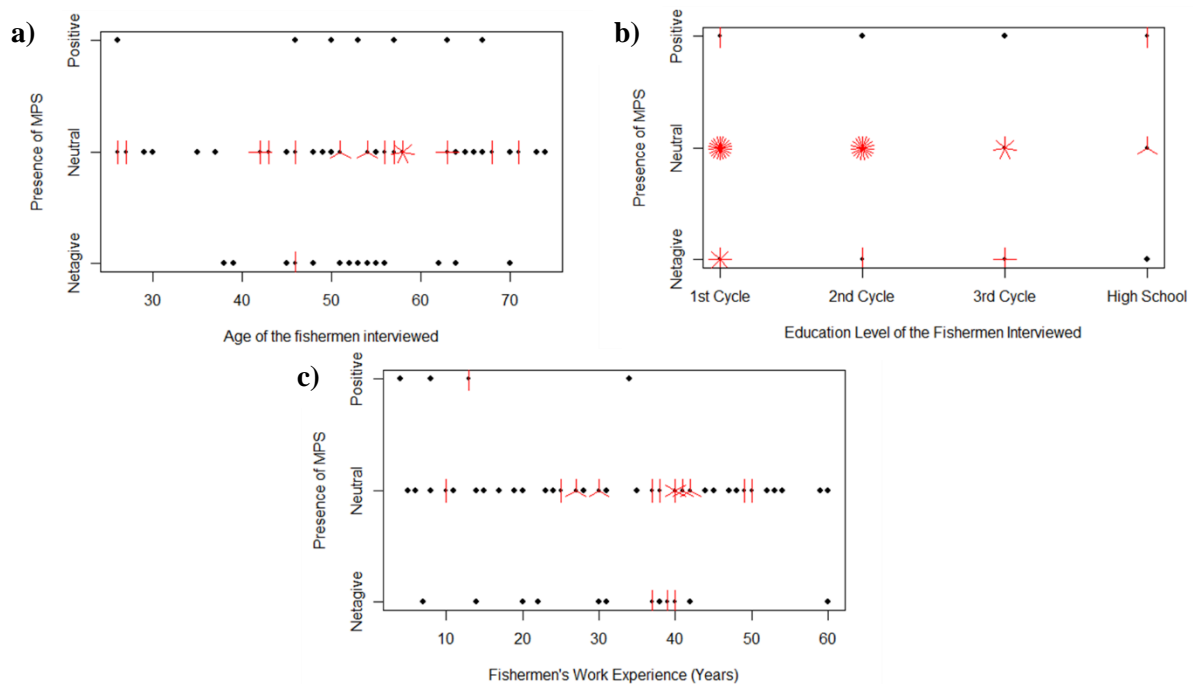 a)
Presence of MPS
Positive
Neutral
Netagive
30 40 50 60 70
Age of the fishermen interviewed
b)
Presence of MPS
Positive
Neutral
Netagive
1st Cycle 2nd Cycle 3rd Cycle High School
Education Level of the Fishermen Interviewed
c)
Presence of MPS
Positive
Neutral
Netagive
10 20 30 40 50 60
Fishermen's Work Experience (Years)